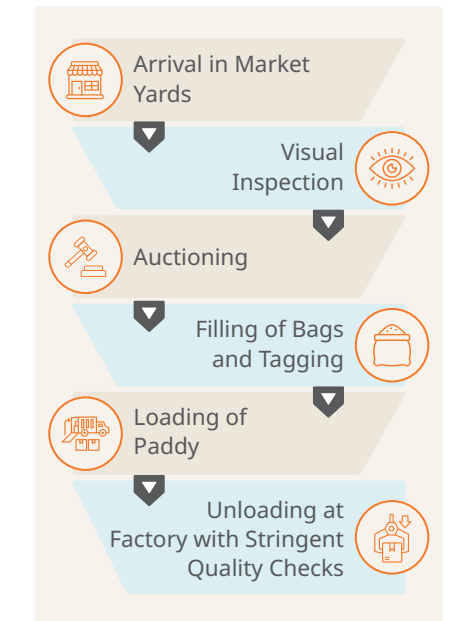 Arrival in Market
Yards
Visual
Inspection
Auctioning
Filling of Bags
and Tagging
Loading of
Paddy
Unloading at
Factory with Stringent
Quality Checks